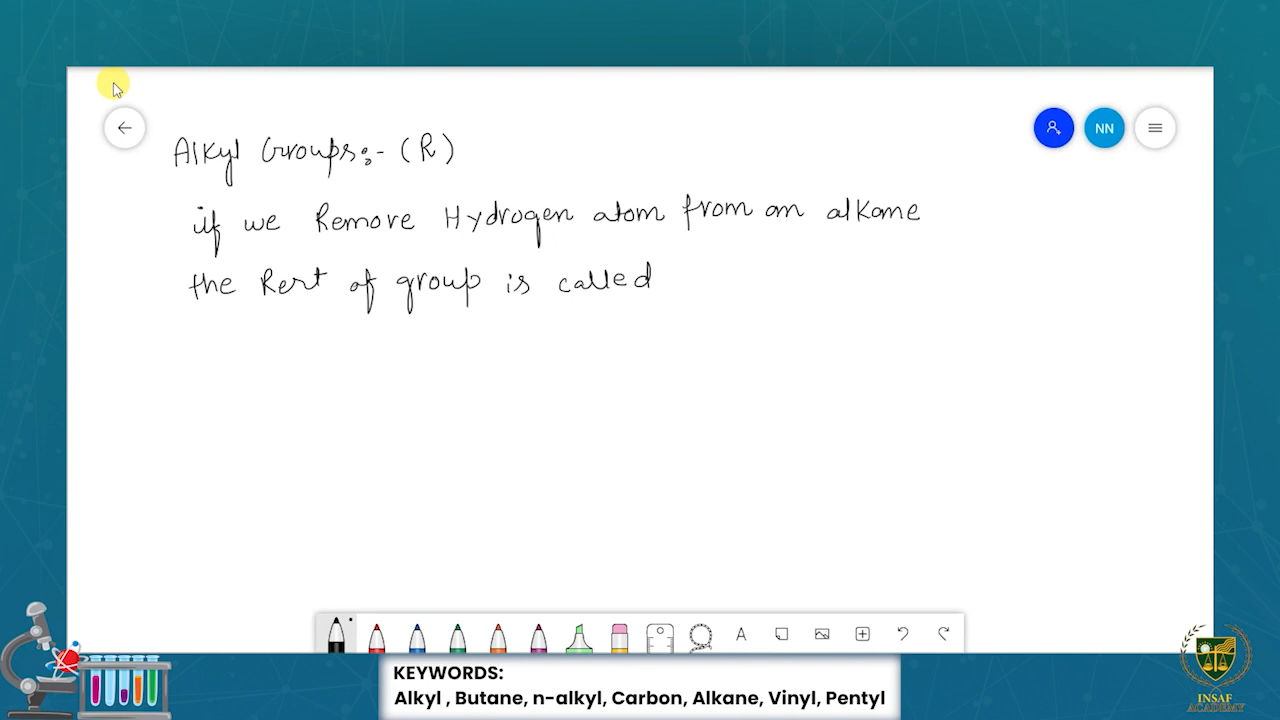 Alkyl Groups:- (R)
NN
if we Remove Hydrogen atom from an alkane
the Rest of group is called
A
KEYWORDS:
Alkyl , Butane, n-alkyl, Carbon, Alkane, Vinyl, Pentyl
INSAF
ACADEMY